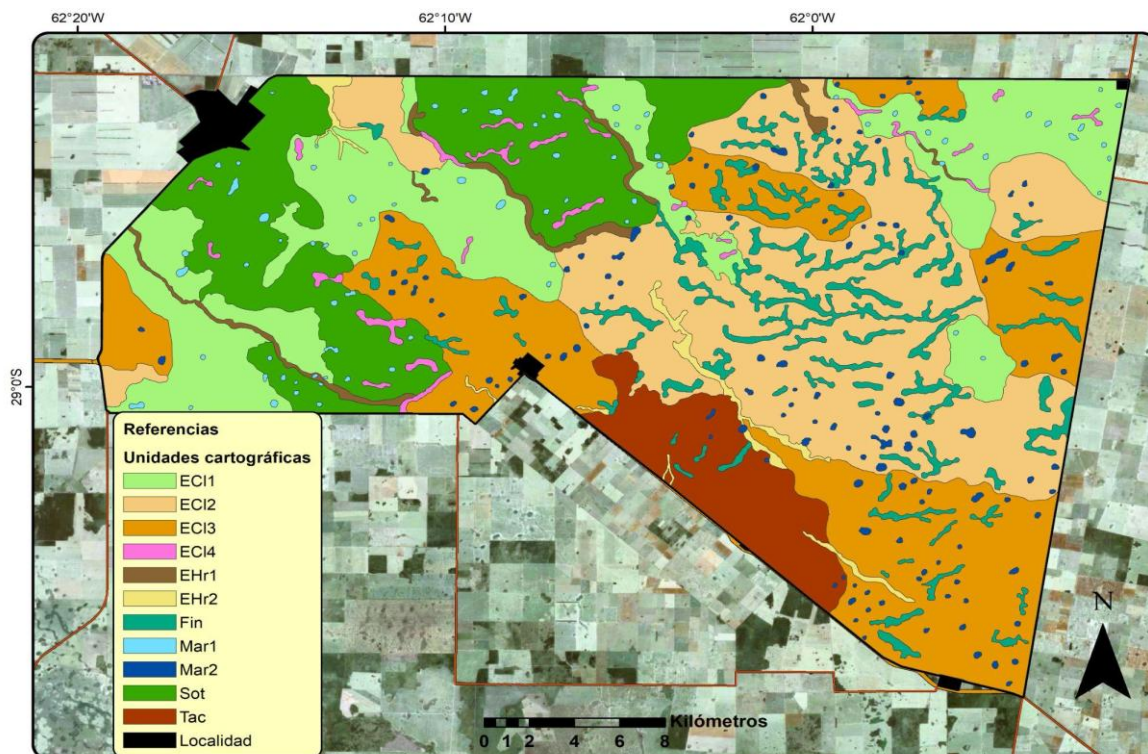 62°20'W 62°10'W 62°0'W
29°0'S
Referencias
Unidades cartográficas
ECl1
ECl2
ECl3
ECl4
EHr1
EHr2
Fin
Mar1
Mar2
Sot
Tac
Localidad
N
Kilómetros
0 1 2 4 6 8